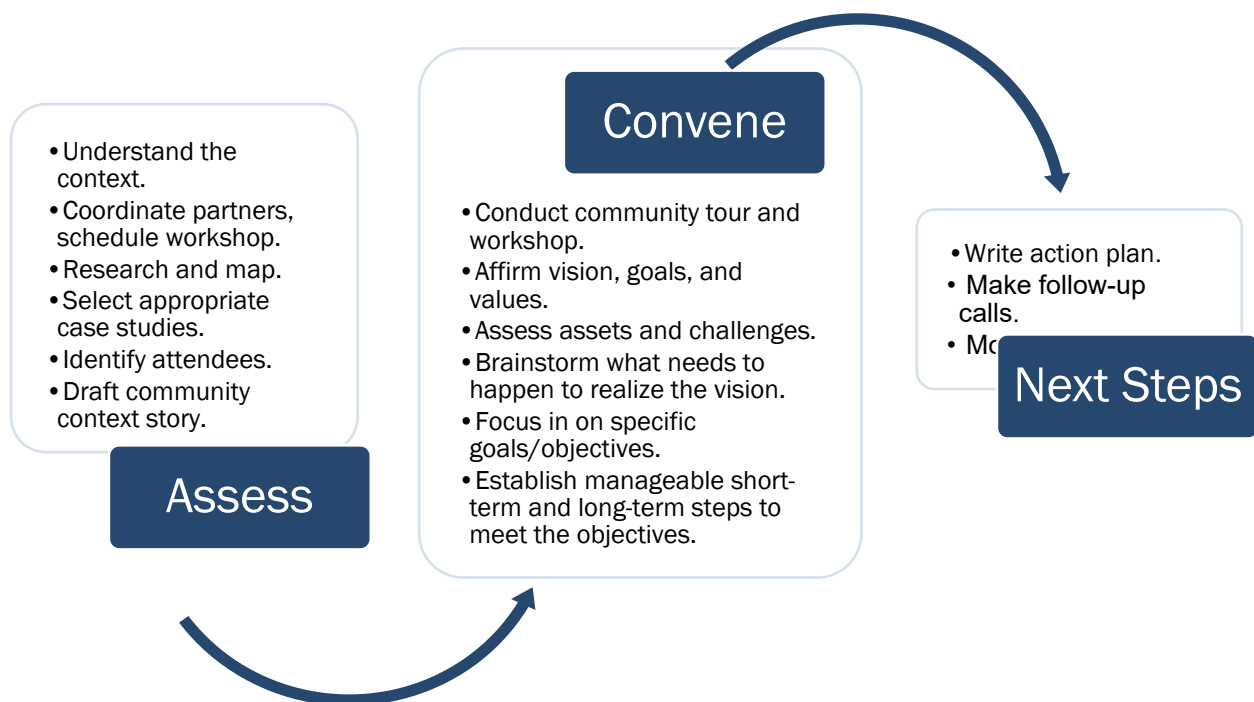 •Understand the
context.
•Coordinate partners,
schedule workshop.
•Research and map.
•Select appropriate
case studies.
•Identify attendees.
•Draft community
context story.
Assess
Convene
•Conduct community tour and
workshop.
•Affirm vision, goals, and
values.
•Assess assets and challenges.
•Brainstorm what needs to
happen to realize the vision.
•Focus in on specific
goals/objectives.
•Establish manageable short-
term and long-term steps to
meet the objectives.
•Write action plan.
• Make follow-up
calls.
•
Next Steps